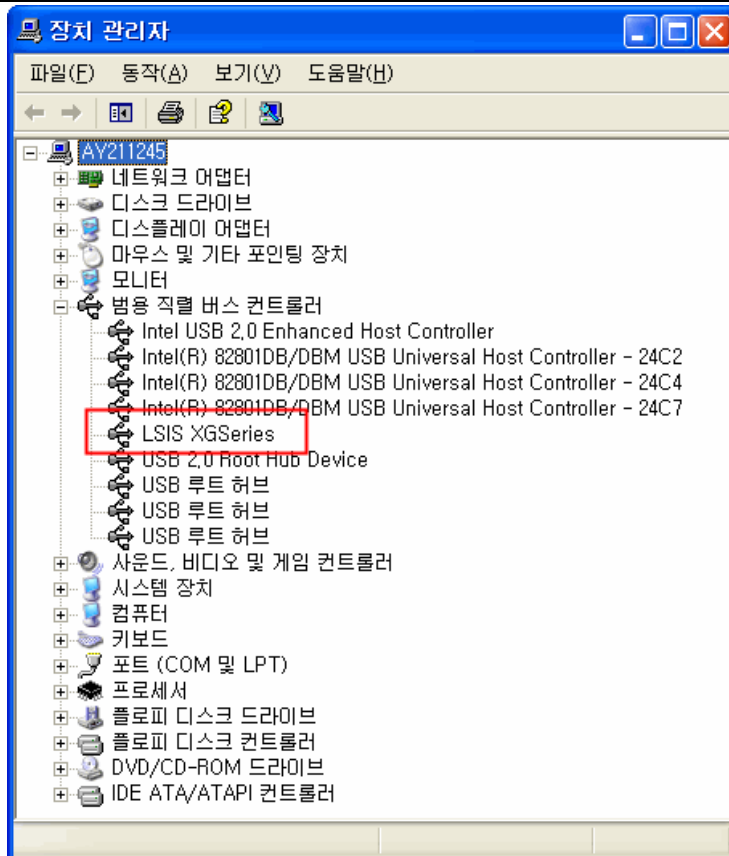 장치 관리자
파일(F) 동작(A) 보기(V) 도움말(H)
AY211245
네트워크 어댑터
디스크 드라이브
디스플레이 어댑터
마우스 및 기타 포인팅 장치
모니터
범용 직렬 버스 컨트롤러
Intel USB 2,0 Enhanced Host Controller
Intel(R) 82801DB/DBM USB Universal Host Controller - 24C2
Intel(R) 82801DB/DBM USB Universal Host Controller - 24C4
Intel(R) 82801DB/DBM USB Universal Host Controller - 24C7
LSIS XGSeries
USB 2,0 Root Hub Device
USB 루트 허브
USB 루트 허브
USB 루트 허브
사운드, 비디오 및 게임 컨트롤러
시스템 장치
컴퓨터
키보드
포트 (COM 및 LPT)
프로세서
플로피 디스크 드라이브
플로피 디스크 컨트롤러
DVD/CD-ROM 드라이브
IDE ATA/ATAPI 컨트롤러